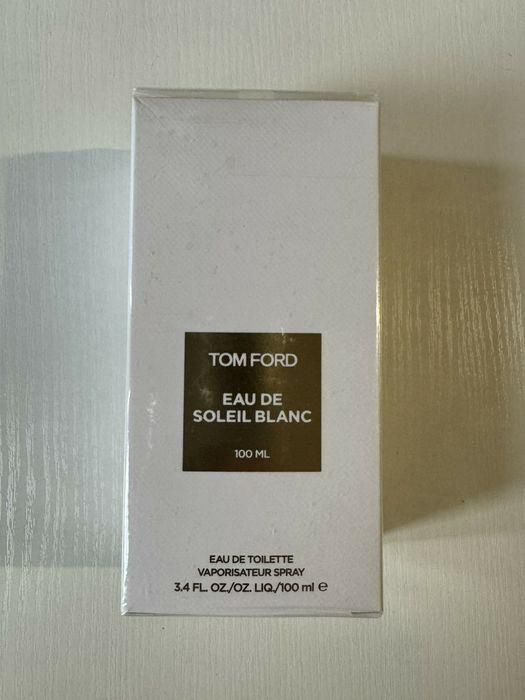 TOM FORD
EAU DE
SOLEIL BLANC
100 ML
EAU DE TOILETTE
VAPORISATEUR SPRAY
3.4 FL. OZ./OZ. LIQ./100 ml ℮